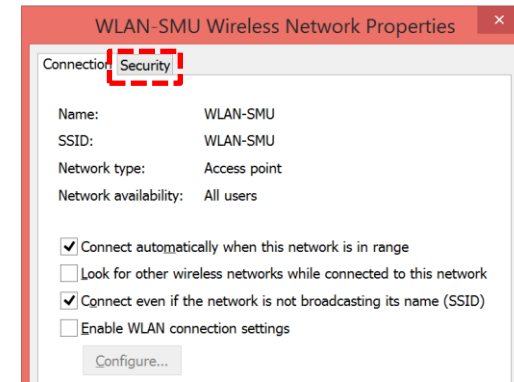 WLAN-SMU Wireless Network Properties
Connection Security
Name: WLAN-SMU
SSID: WLAN-SMU
Network type: Access point
Network availability: All users
Connect automatically when this network is in range
Look for other wireless networks while connected to this network
Connect even if the network is not broadcasting its name (SSID)
Enable WLAN connection settings
Configure...